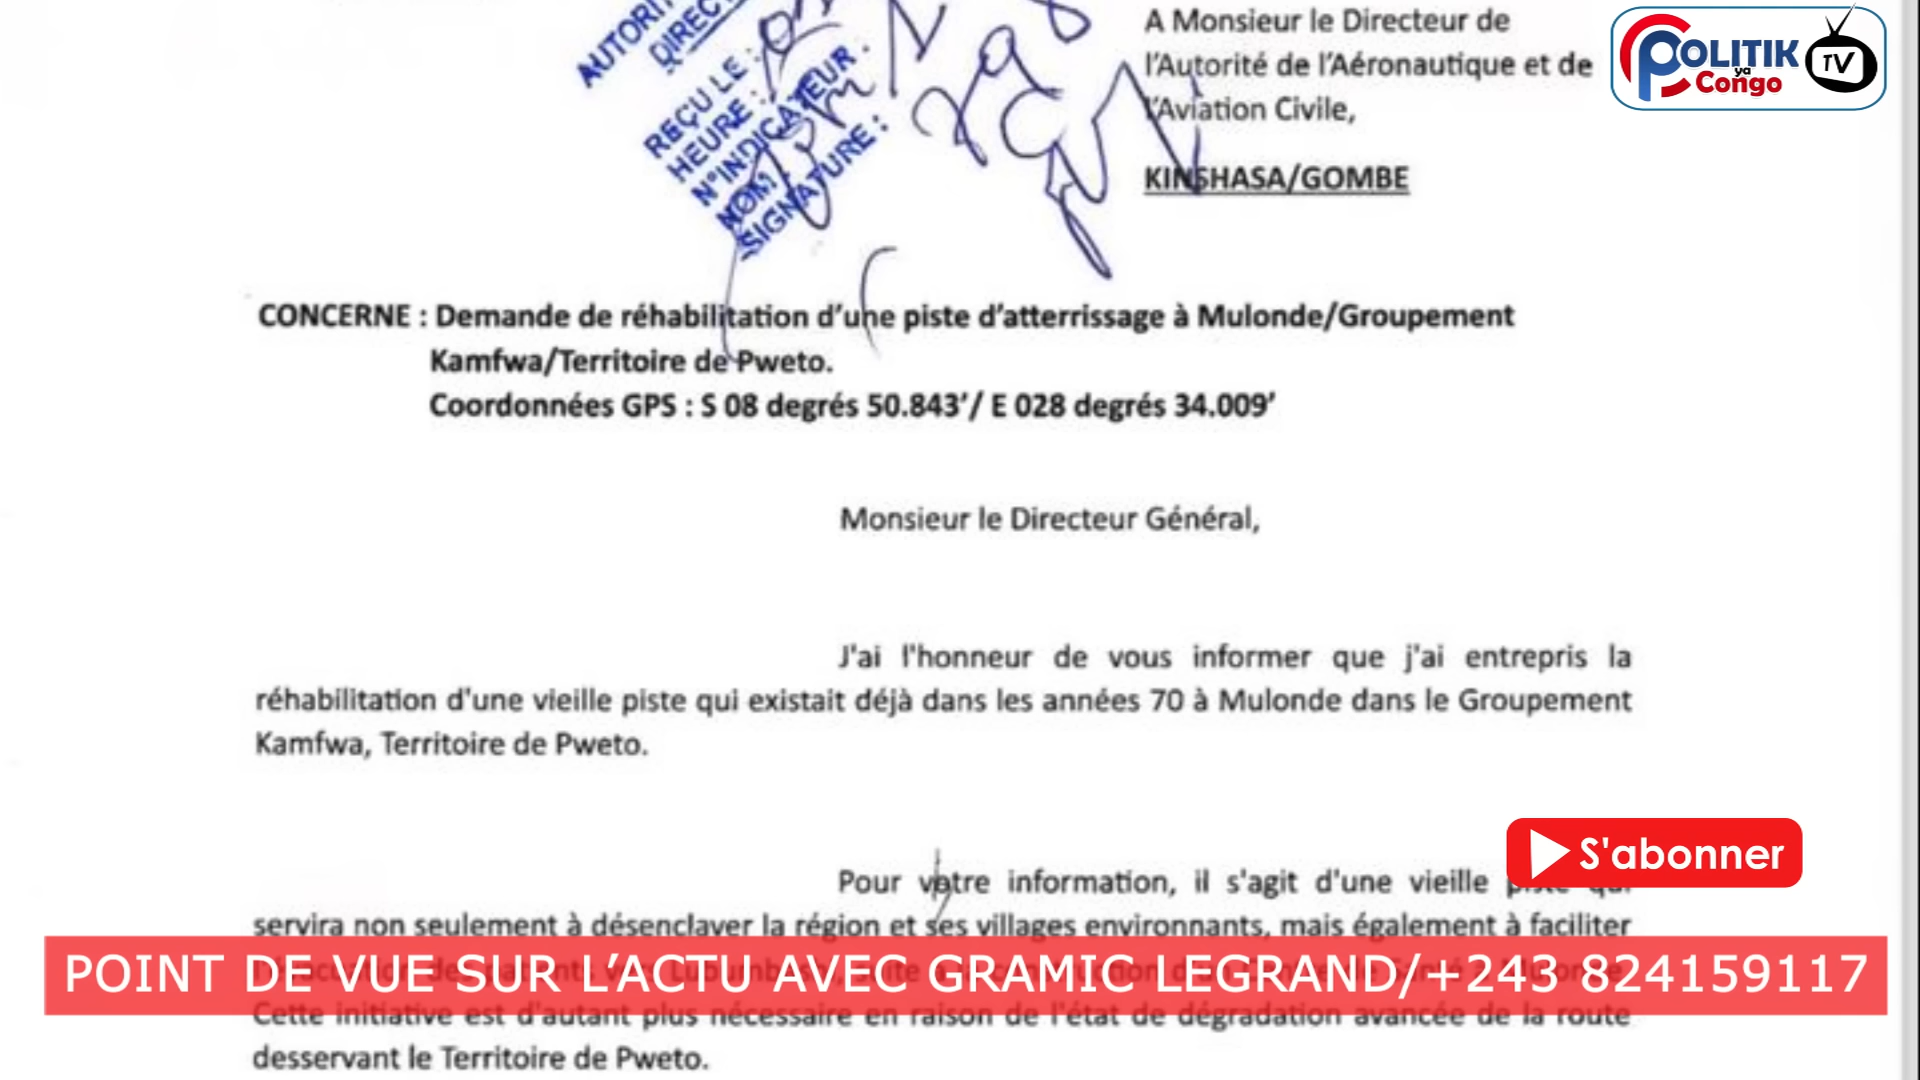 AUTORI
DIRECT
REÇU LE :
HEURE :
N°INDICATEUR :
NOM :
SIGNATURE :
A Monsieur le Directeur de
l'Autorité de l'Aéronautique et de
l'Aviation Civile,
KINSHASA/GOMBE
POLITIK
ya
Congo
TV
CONCERNE : Demande de réhabilitation d'une piste d'atterrissage à Mulonde/Groupement
Kamfwa/Territoire de Pweto.
Coordonnées GPS : S 08 degrés 50.843'/ E 028 degrés 34.009'
Monsieur le Directeur Général,
J'ai l'honneur de vous informer que j'ai entrepris la
réhabilitation d'une vieille piste qui existait déjà dans les années 70 à Mulonde dans le Groupement
Kamfwa, Territoire de Pweto.
S'abonner
Pour votre information, il s'agit d'une vieille piste qui
servira non seulement à désenclaver la région et ses villages environnants, mais également à faciliter
POINT DE VUE SUR L'ACTU AVEC GRAMIC LEGRAND/+243 824159117
Cette initiative est d'autant plus nécessaire en raison de l'état de dégradation avancée de la route
desservant le Territoire de Pweto.